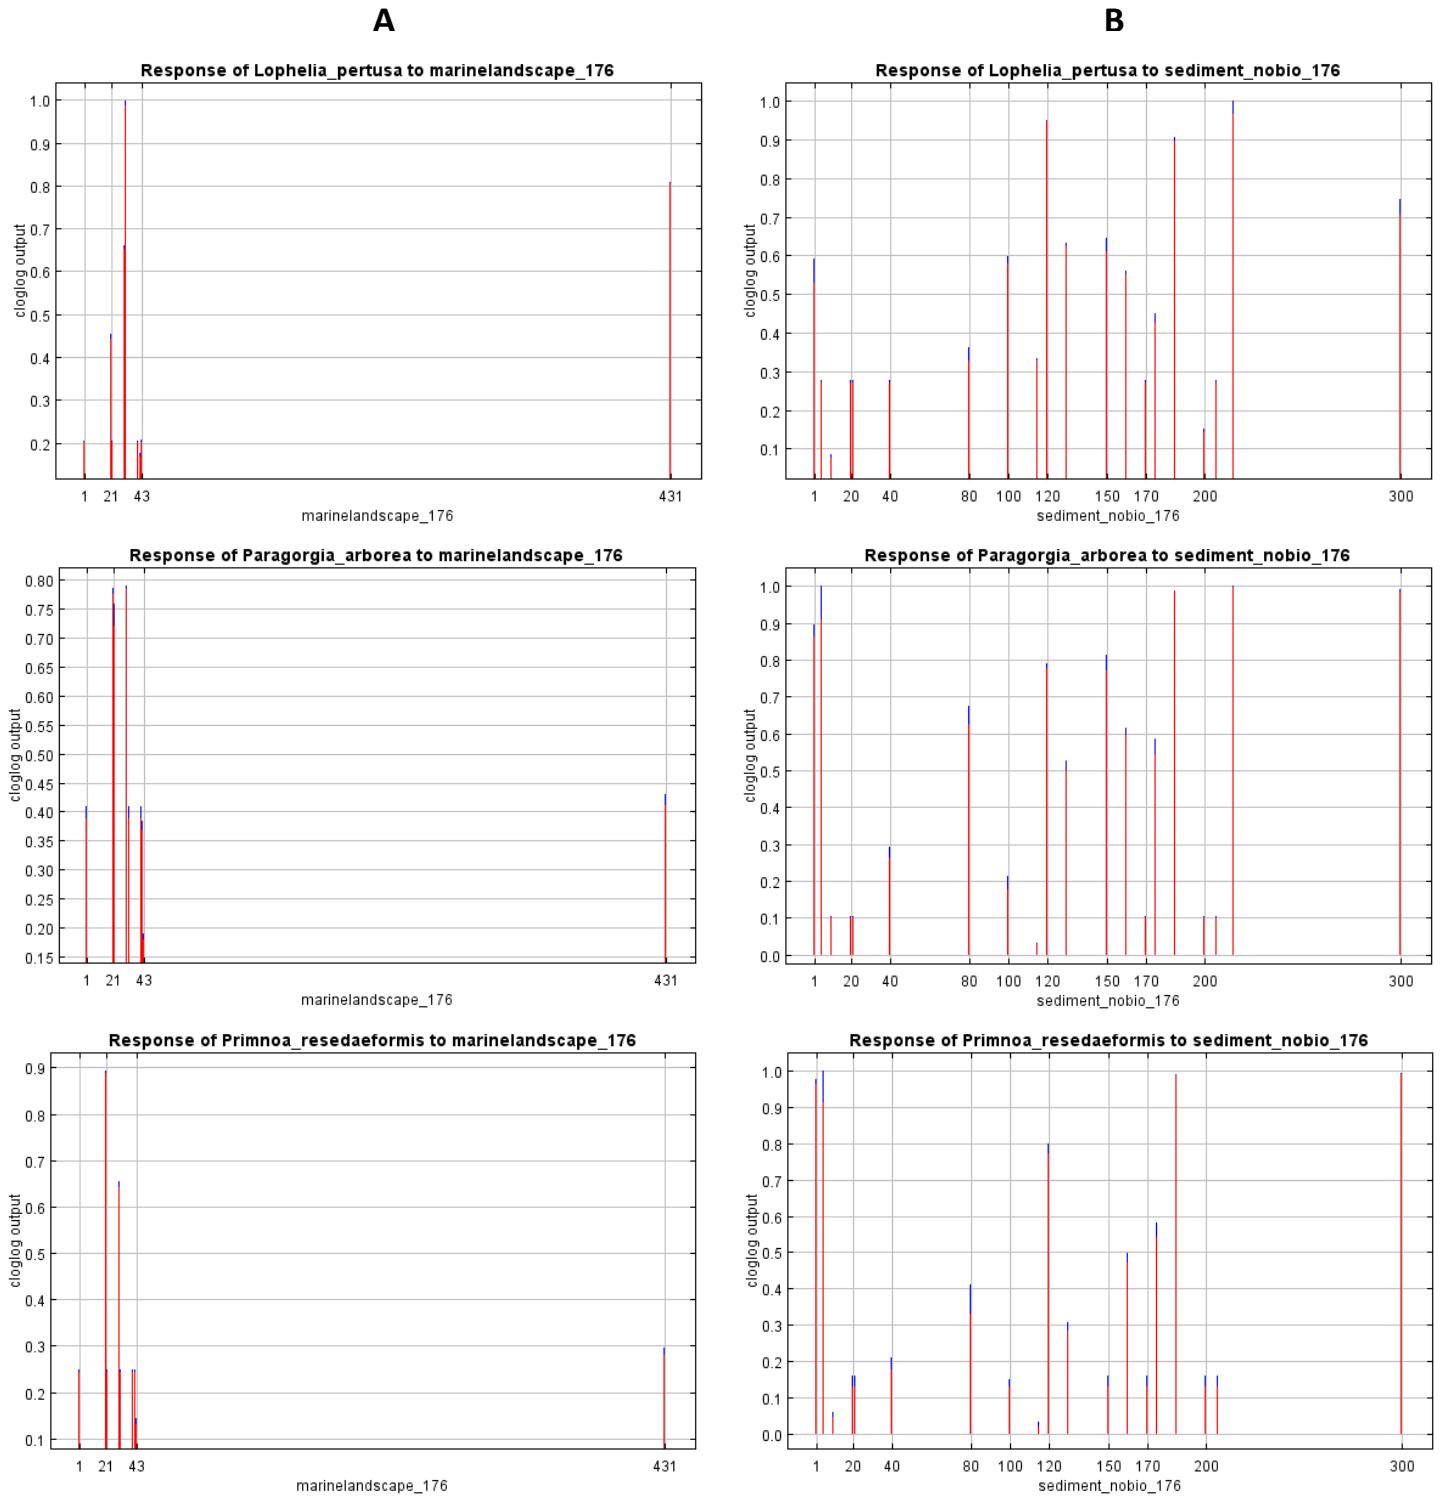 A
B
Response of Lophelia_pertusa to marinelandscape_176
cloglog output
1.0
0.9
0.8
0.7
0.6
0.5
0.4
0.3
0.2
1 21 43 431
marinelandscape_176
Response of Lophelia_pertusa to sediment_nobio_176
cloglog output
1.0
0.9
0.8
0.7
0.6
0.5
0.4
0.3
0.2
0.1
1 20 40 80 100 120 150 170 200 300
sediment_nobio_176
Response of Paragorgia_arborea to marinelandscape_176
cloglog output
0.80
0.75
0.70
0.65
0.60
0.55
0.50
0.45
0.40
0.35
0.30
0.25
0.20
0.15
1 21 43 431
marinelandscape_176
Response of Paragorgia_arborea to sediment_nobio_176
cloglog output
1.0
0.9
0.8
0.7
0.6
0.5
0.4
0.3
0.2
0.1
0.0
1 20 40 80 100 120 150 170 200 300
sediment_nobio_176
Response of Primnoa_resedaeformis to marinelandscape_176
cloglog output
0.9
0.8
0.7
0.6
0.5
0.4
0.3
0.2
0.1
1 21 43 431
marinelandscape_176
Response of Primnoa_resedaeformis to sediment_nobio_176
cloglog output
1.0
0.9
0.8
0.7
0.6
0.5
0.4
0.3
0.2
0.1
0.0
1 20 40 80 100 120 150 170 200 300
sediment_nobio_176